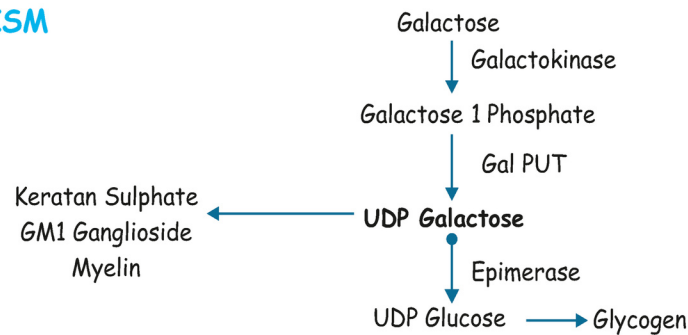 ISM
Galactose
Galactokinase
Galactose 1 Phosphate
Gal PUT
Keratan Sulphate
GM1 Ganglioside
Myelin
UDP Galactose
Epimerase
UDP Glucose
Glycogen